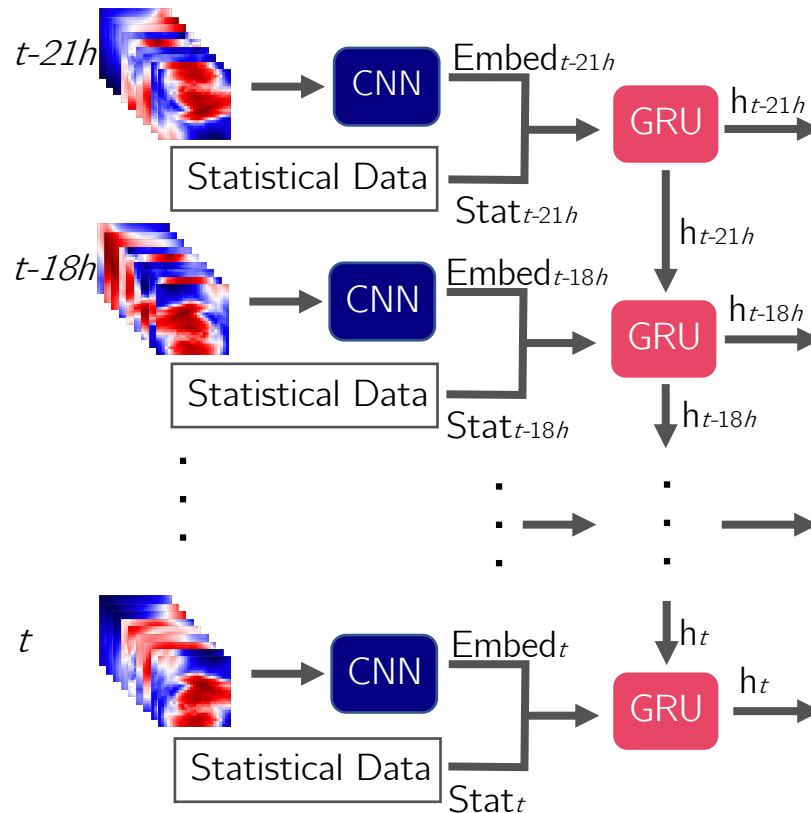 t-21h
CNN
Embedt-21h
GRU
ht-21h
Statistical Data
Statt-21h
ht-21h
t-18h
CNN
Embedt-18h
GRU
ht-18h
Statistical Data
Statt-18h
ht-18h
t
CNN
Embedt
ht
GRU
ht
Statistical Data
Statt